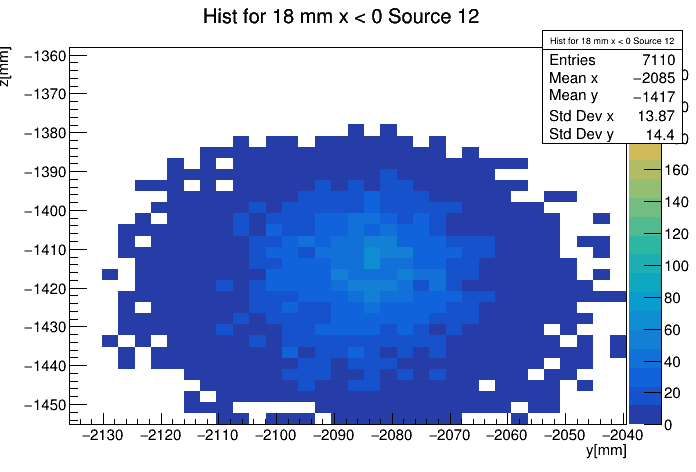 Hist for 18 mm x < 0 Source 12
z[mm]
−1360
−1370
−1380
−1390
−1400
−1410
−1420
−1430
−1440
−1450
Hist for 18 mm x < 0 Source 12
Entries 7110
Mean x −2085
Mean y −1417
Std Dev x 13.87
Std Dev y 14.4
160
140
120
100
80
60
40
20
0
−2130 −2120 −2110 −2100 −2090 −2080 −2070 −2060 −2050 −2040
y[mm]